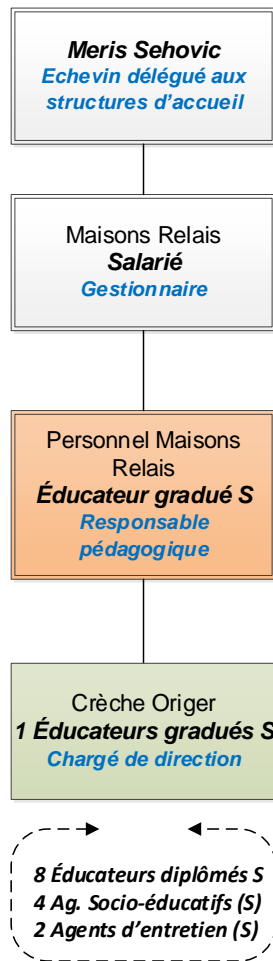 Meris Sehovic
Echevin délégué aux
structures d'accueil
Maisons Relais
Salarié
Gestionnaire
Personnel Maisons
Relais
Éducateur gradué S
Responsable
pédagogique
Crèche Origer
1 Éducateurs gradués S
Chargé de direction
8 Éducateurs diplômés S
4 Ag. Socio-éducatifs (S)
2 Agents d'entretien (S)